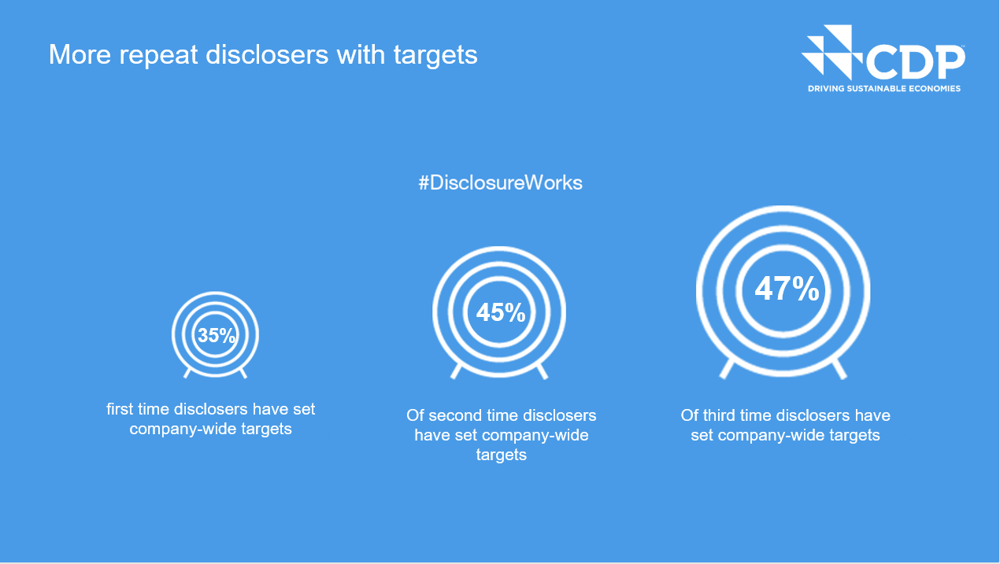 More repeat disclosers with targets
CDP™
DRIVING SUSTAINABLE ECONOMIES
#DisclosureWorks
35%
first time disclosers have set
company-wide targets
45%
Of second time disclosers
have set company-wide
targets
47%
Of third time disclosers have
set company-wide targets